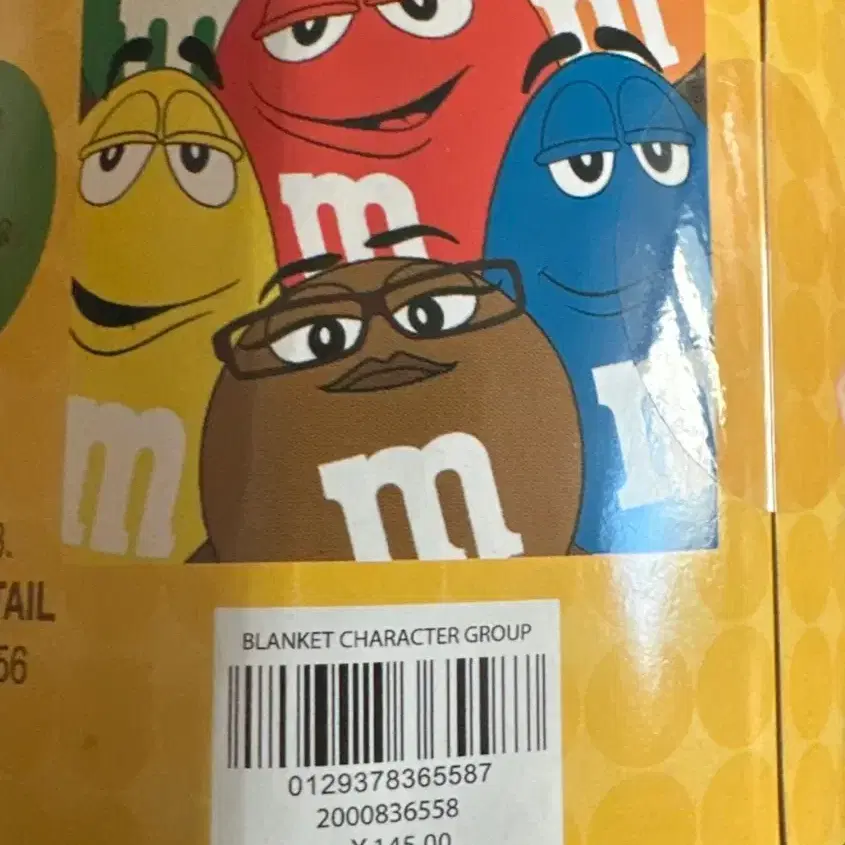 m
m
m
m
m
TAIL
56
BLANKET CHARACTER GROUP
0129378365587
2000836558